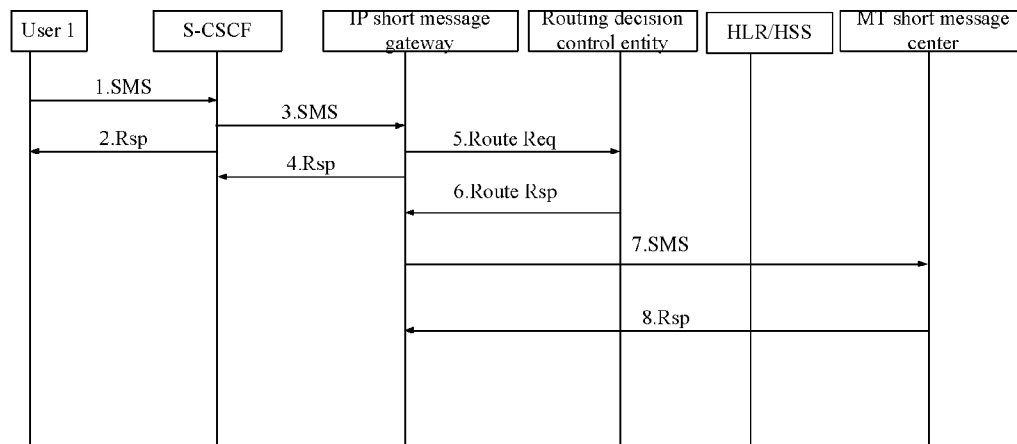 User 1
S-CSCF
IP short message
gateway
Routing decision
control entity
HLR/HSS
MT short message
center
1.SMS
3.SMS
2.Rsp
5.Route Req
4.Rsp
6.Route Rsp
7.SMS
8.Rsp